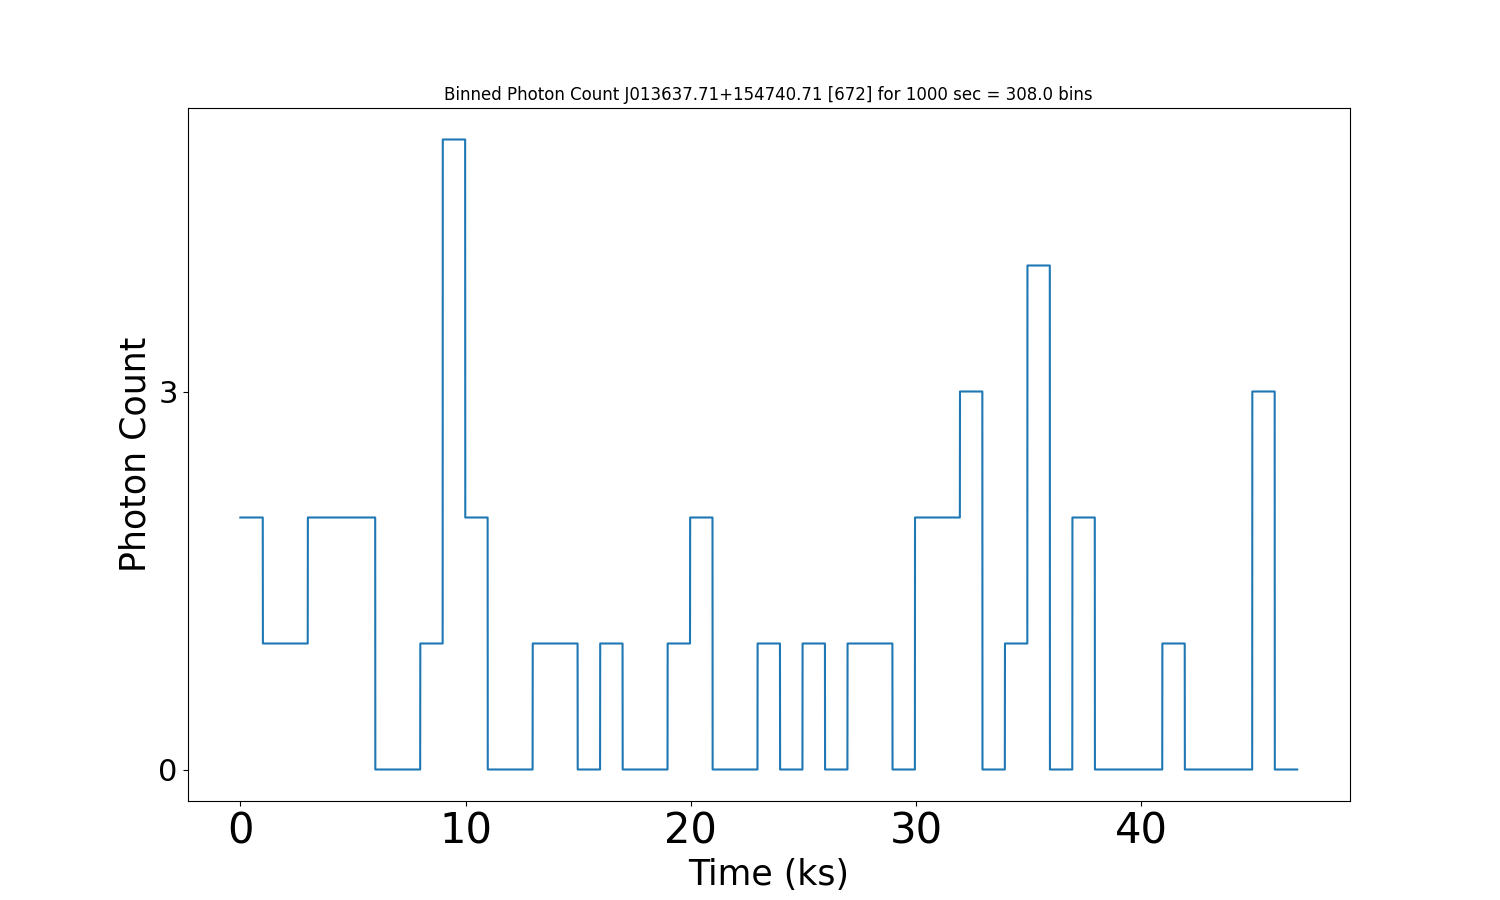 Binned Photon Count J013637.71+154740.71 [672] for 1000 sec = 308.0 bins
Photon Count
3
0
0 10 20 30 40
Time (ks)